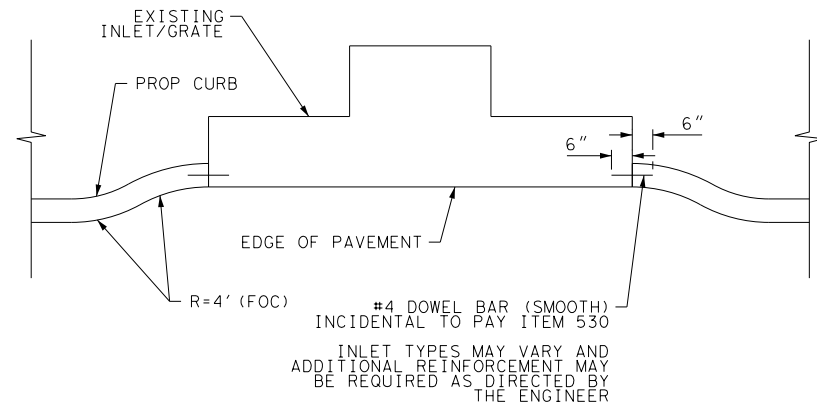 EXISTING
INLET/GRATE
PROP CURB
6"
6"
EDGE OF PAVEMENT
R=4' (FOC)
#4 DOWEL BAR (SMOOTH)
INCIDENTAL TO PAY ITEM 530
INLET TYPES MAY VARY AND
ADDITIONAL REINFORCEMENT MAY
BE REQUIRED AS DIRECTED BY
THE ENGINEER